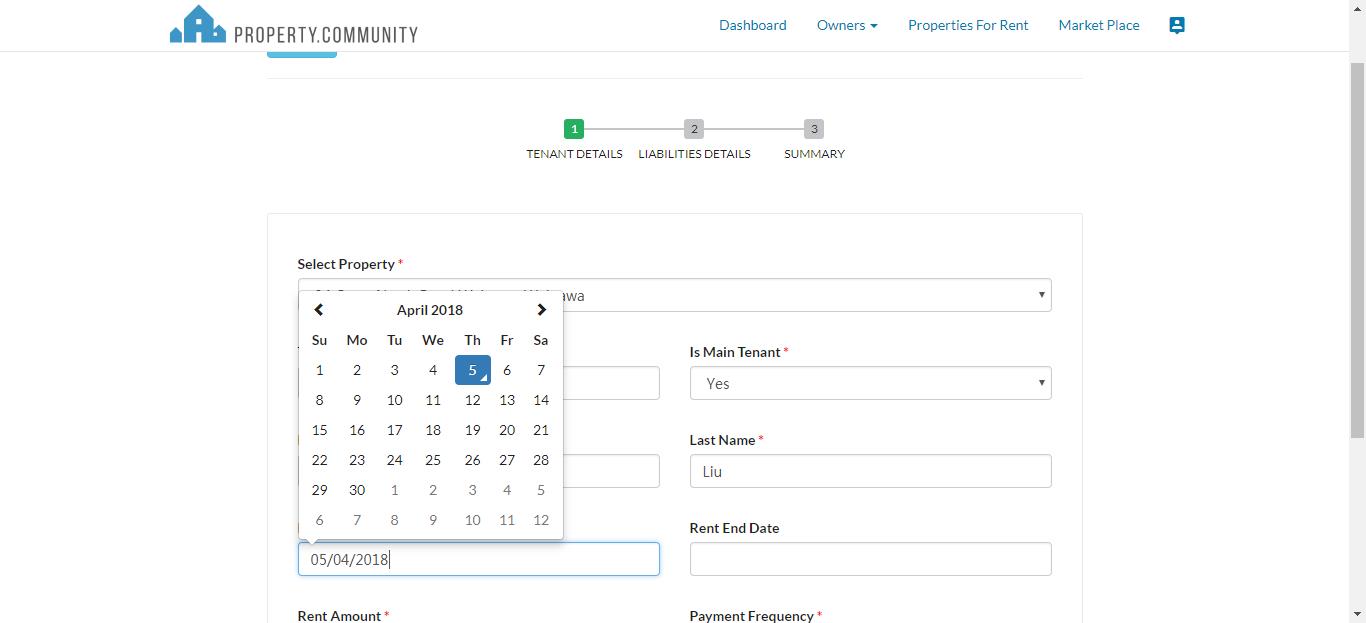 PROPERTY.COMMUNITY
Dashboard Owners Properties For Rent Market Place
1 2 3
TENANT DETAILS LIABILITIES DETAILS SUMMARY
Select Property *
April 2018
Su Mo Tu We Th Fr Sa
1 2 3 4 5 6 7
8 9 10 11 12 13 14
15 16 17 18 19 20 21
22 23 24 25 26 27 28
29 30 1 2 3 4 5
6 7 8 9 10 11 12
Is Main Tenant *
Yes
Last Name *
Liu
05/04/2018
Rent End Date
Rent Amount *
Payment Frequency *